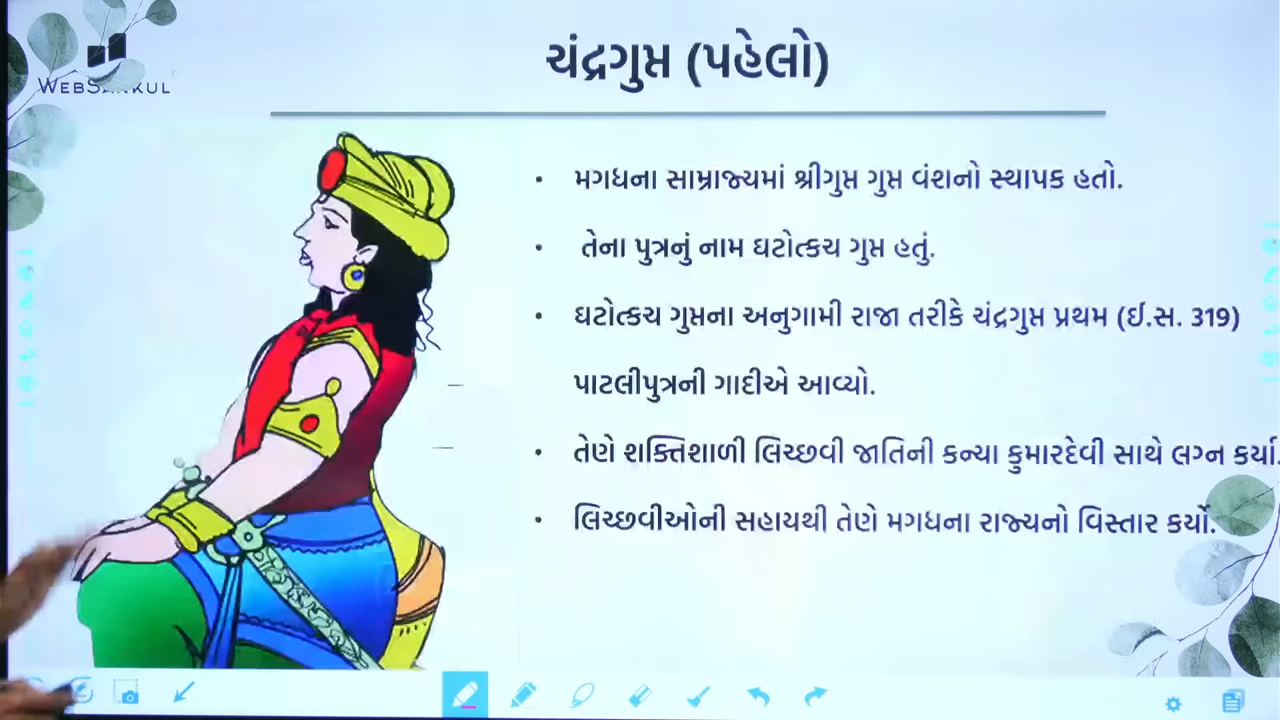 WEBSANKUL
ચંદ્રગુપ્ત (પહેલો)
• મગધના સામ્રાજ્યમાં શ્રીગુપ્ત ગુપ્ત વંશનો સ્થાપક હતો.
• તેના પુત્રનું નામ ઘટોત્કચ ગુપ્ત હતું.
• ઘટોત્કચ ગુપ્તના અનુગામી રાજા તરીકે ચંદ્રગુપ્ત પ્રથમ (ઈ.સ. 319)
પાટલીપુત્રની ગાદીએ આવ્યો.
• તેણે શક્તિશાળી લિચ્છવી જાતિની કન્યા કુમારદેવી સાથે લગ્ન કર્યા.
• લિચ્છવીઓની સહાયથી તેણે મગધના રાજ્યનો વિસ્તાર કર્યો.